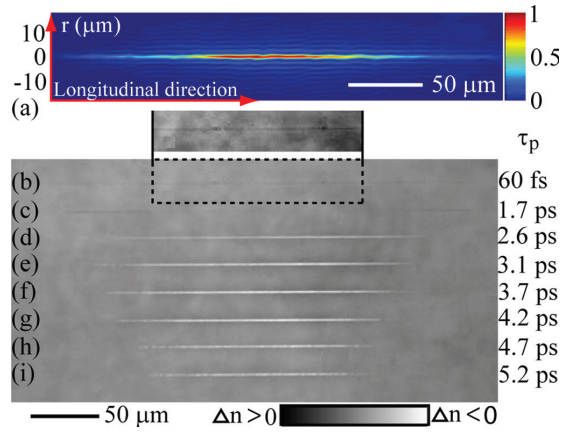 10
0
-10
r (μm)
Longitudinal direction
50 μm
1
0.5
0
(a)
τp
(b) 60 fs
(c) 1.7 ps
(d) 2.6 ps
(e) 3.1 ps
(f) 3.7 ps
(g) 4.2 ps
(h) 4.7 ps
(i) 5.2 ps
50 μm Δn > 0 Δn < 0